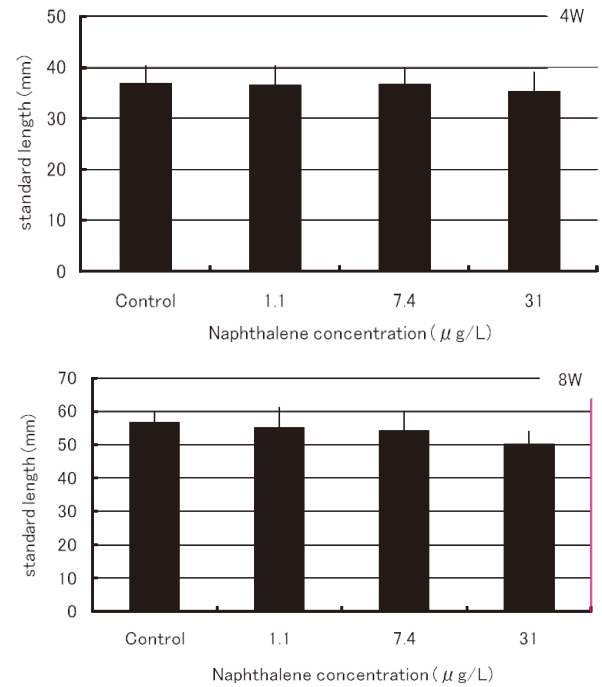 50
4W
40
30
20
10
0
standard length (mm)
Control 1.1 7.4 31
Naphthalene concentration ( μ g/L)
70
8W
60
50
40
30
20
10
0
standard length (mm)
Control 1.1 7.4 31
Naphthalene concentration ( μ g/L)